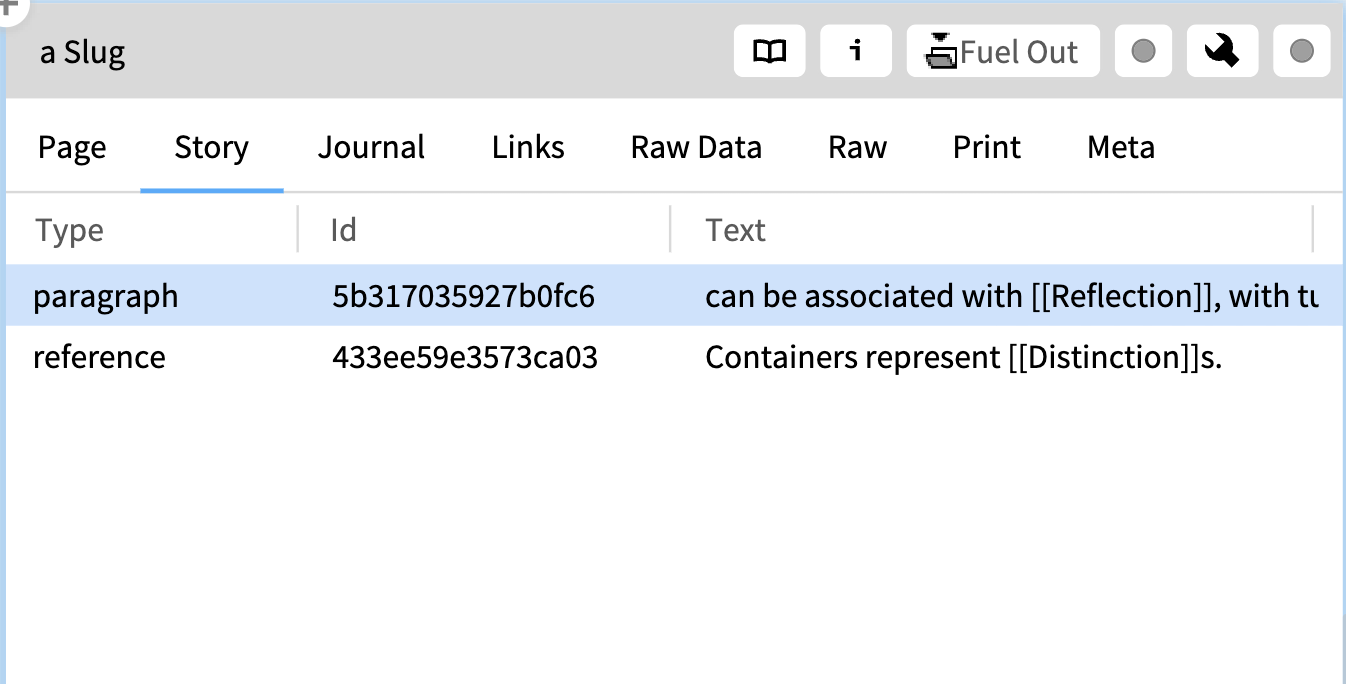 a Slug i Fuel Out
Page Story Journal Links Raw Data Raw Print Meta
Type Id Text
paragraph 5b317035927b0fc6 can be associated with [[Reflection]], with tu
reference 433ee59e3573ca03 Containers represent [[Distinction]]s.